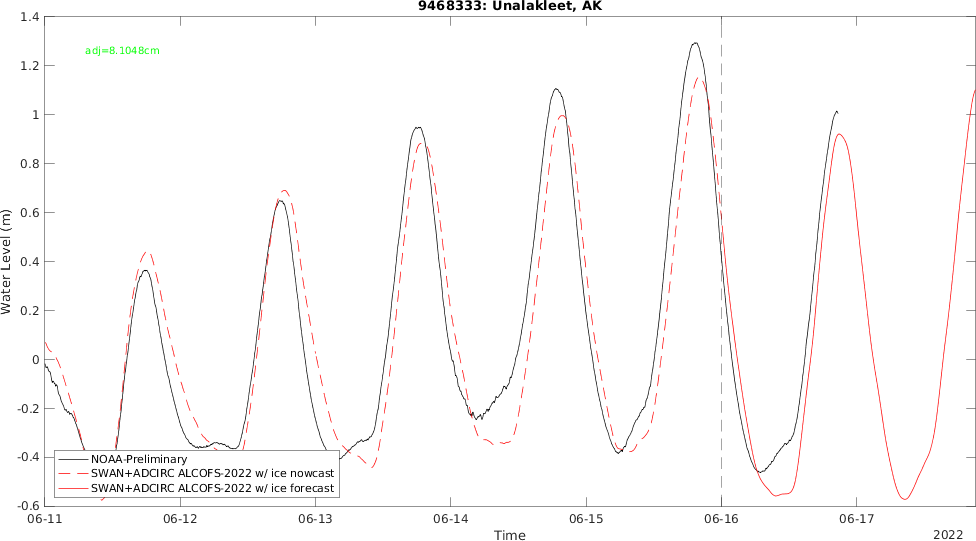 9468333: Unalakleet, AK
1.4
adj=8.1048cm
1.2
1
0.8
0.6
0.4
0.2
0
-0.2
-0.4
-0.6
Water Level (m)
NOAA-Preliminary
SWAN+ADCIRC ALCOFS-2022 w/ ice nowcast
SWAN+ADCIRC ALCOFS-2022 w/ ice forecast
06-11 06-12 06-13 06-14 06-15 06-16 06-17
Time
2022